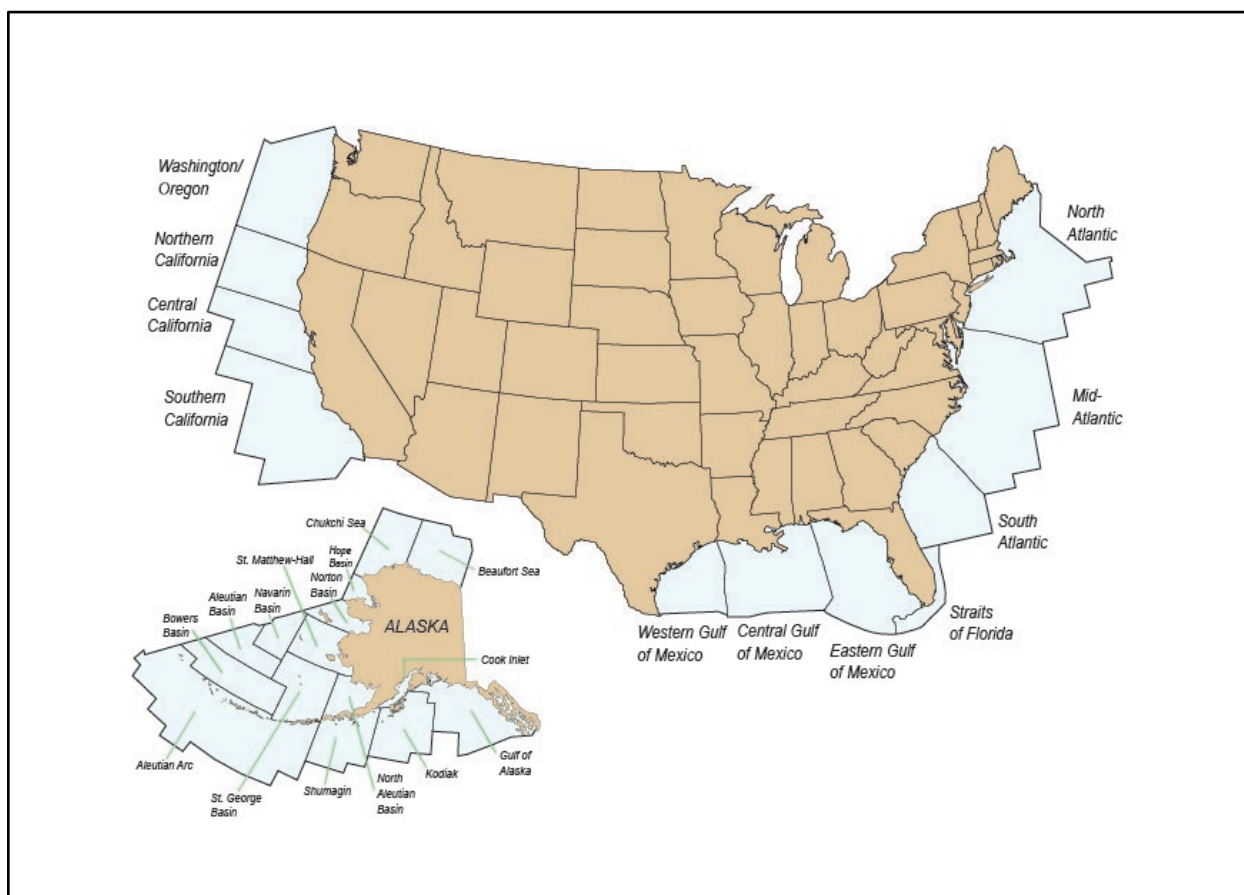 Washington/
Oregon
Northern
California
Central
California
Southern
California
North
Atlantic
Mid-
Atlantic
South
Atlantic
Straits
of Florida
Western Gulf
of Mexico
Central Gulf
of Mexico
Eastern Gulf
of Mexico
Chukchi Sea
St. Matthew-Hall
Hope
Basin
Norton
Basin
Navarin
Basin
Aleutian
Basin
Bowers
Basin
Beaufort Sea
ALASKA
Cook Inlet
Aleutian Arc
St. George
Basin
Shumagin
North
Aleutian
Basin
Kodiak
Gulf of
Alaska